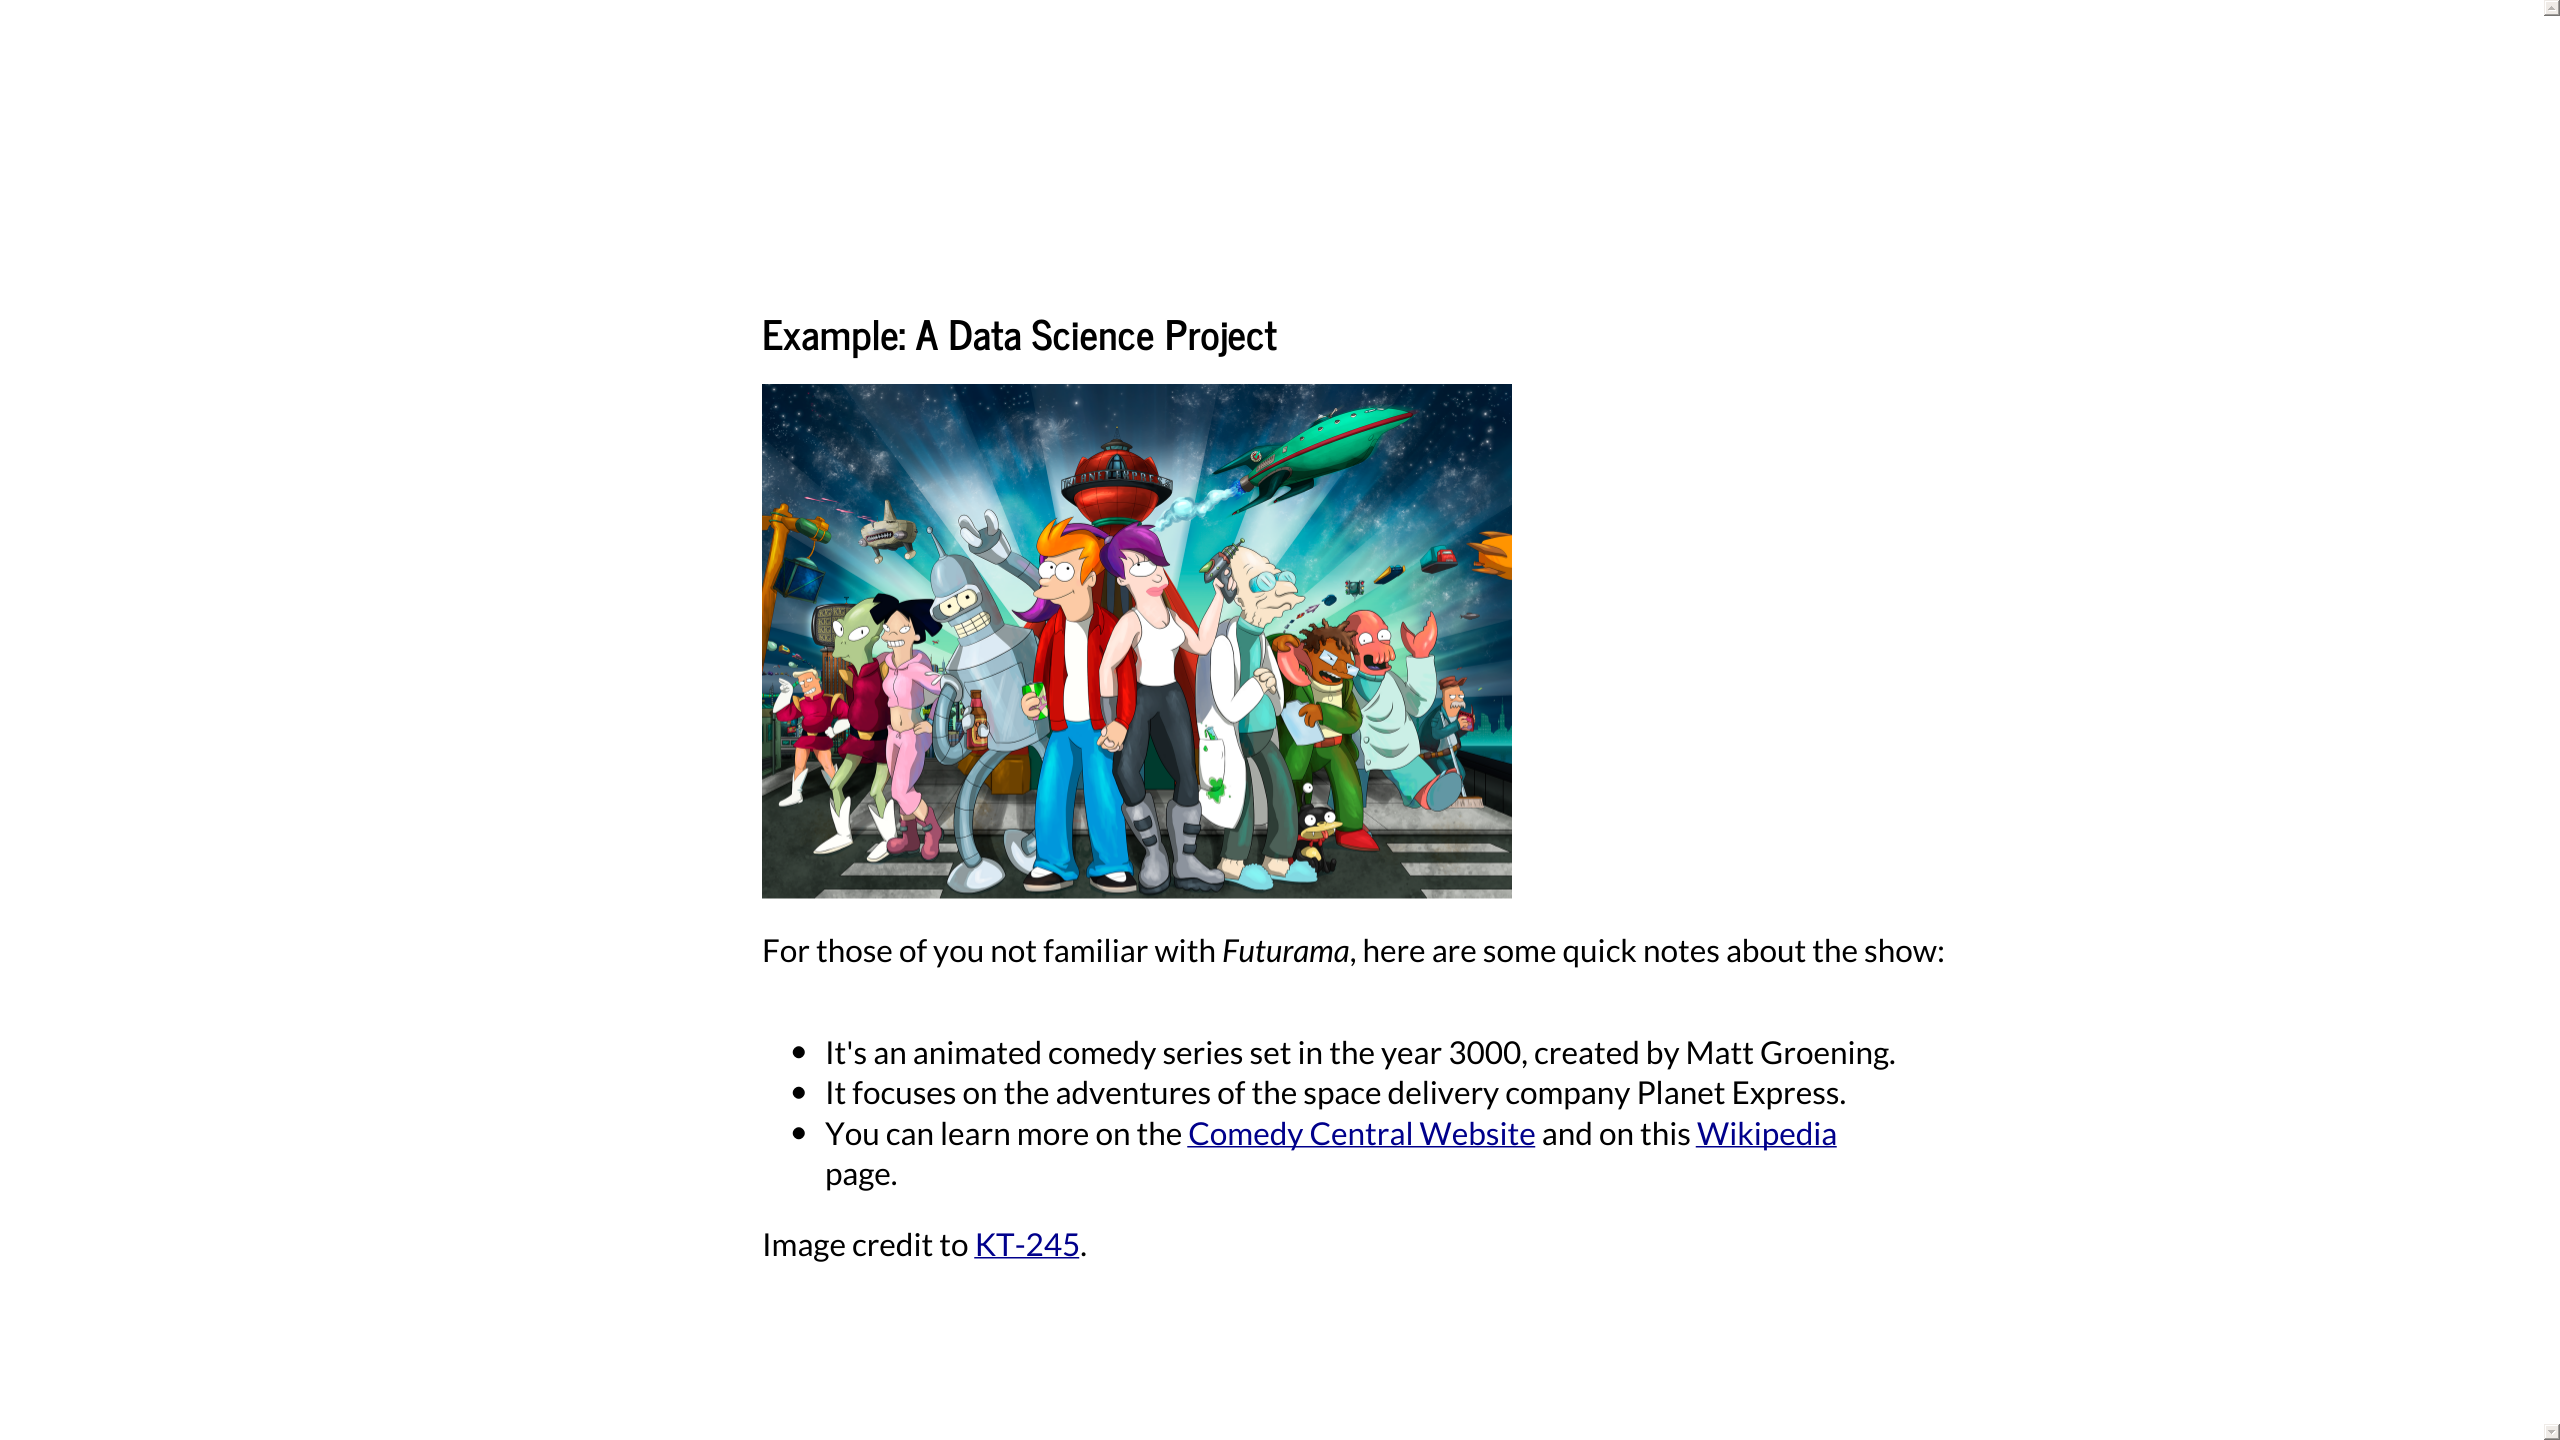 Example: A Data Science Project
For those of you not familiar with Futurama, here are some quick notes about the show:
It's an animated comedy series set in the year 3000, created by Matt Groening.
It focuses on the adventures of the space delivery company Planet Express.
You can learn more on the Comedy Central Website and on this Wikipedia
page.
Image credit to KT-245.